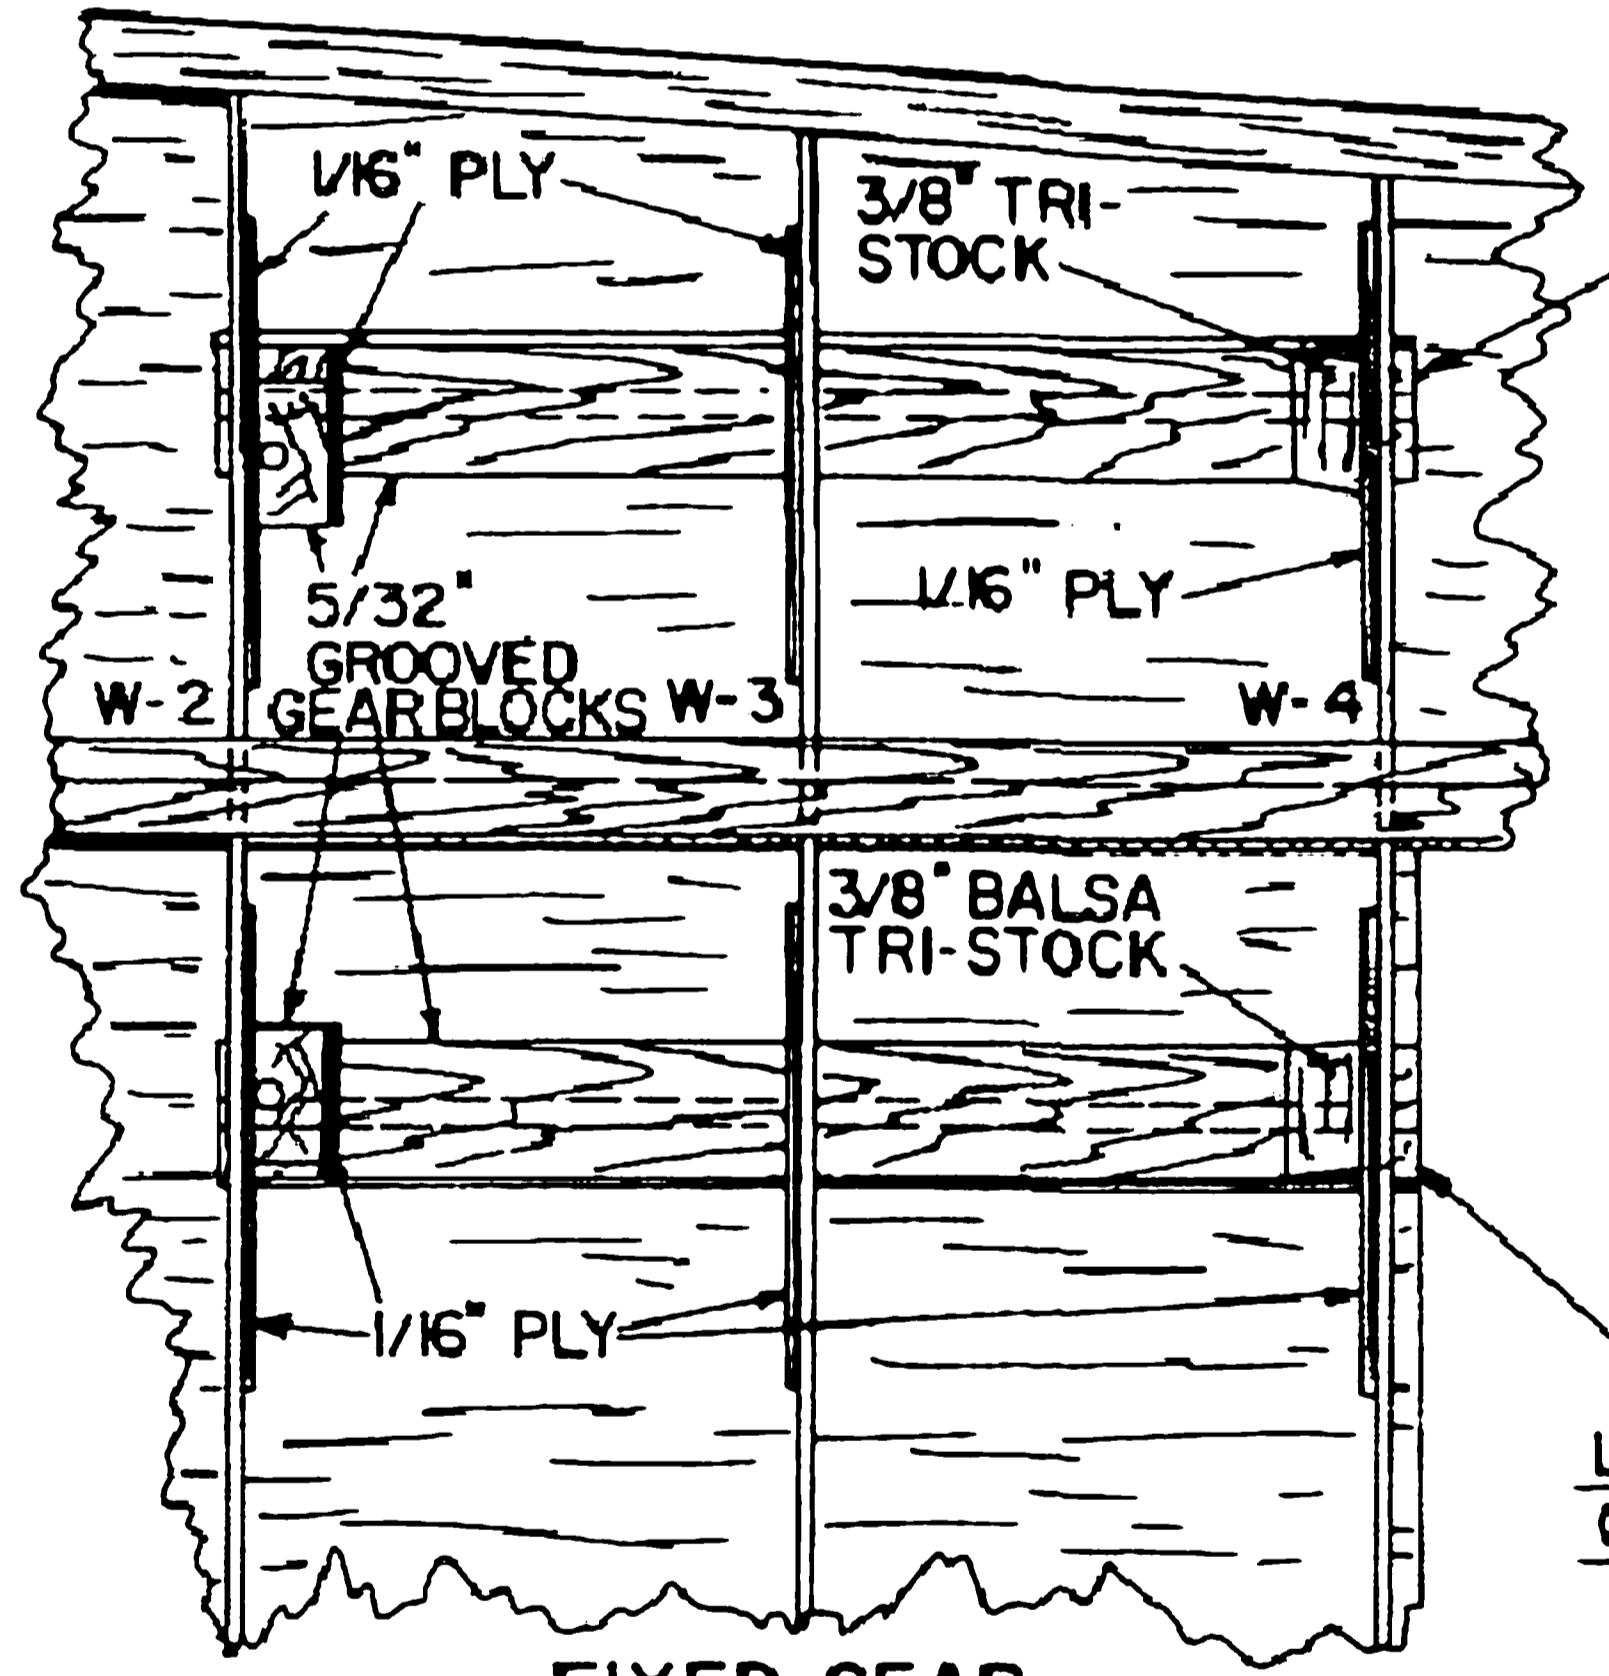 1/16" PLY
3/8" TRI-
STOCK
1/16" PLY
5/32"
GROOVED
GEAR BLOCKS
W-2
W-3
W-4
3/8" BALSA
TRI-STOCK
1/16" PLY
FIXED GEAR